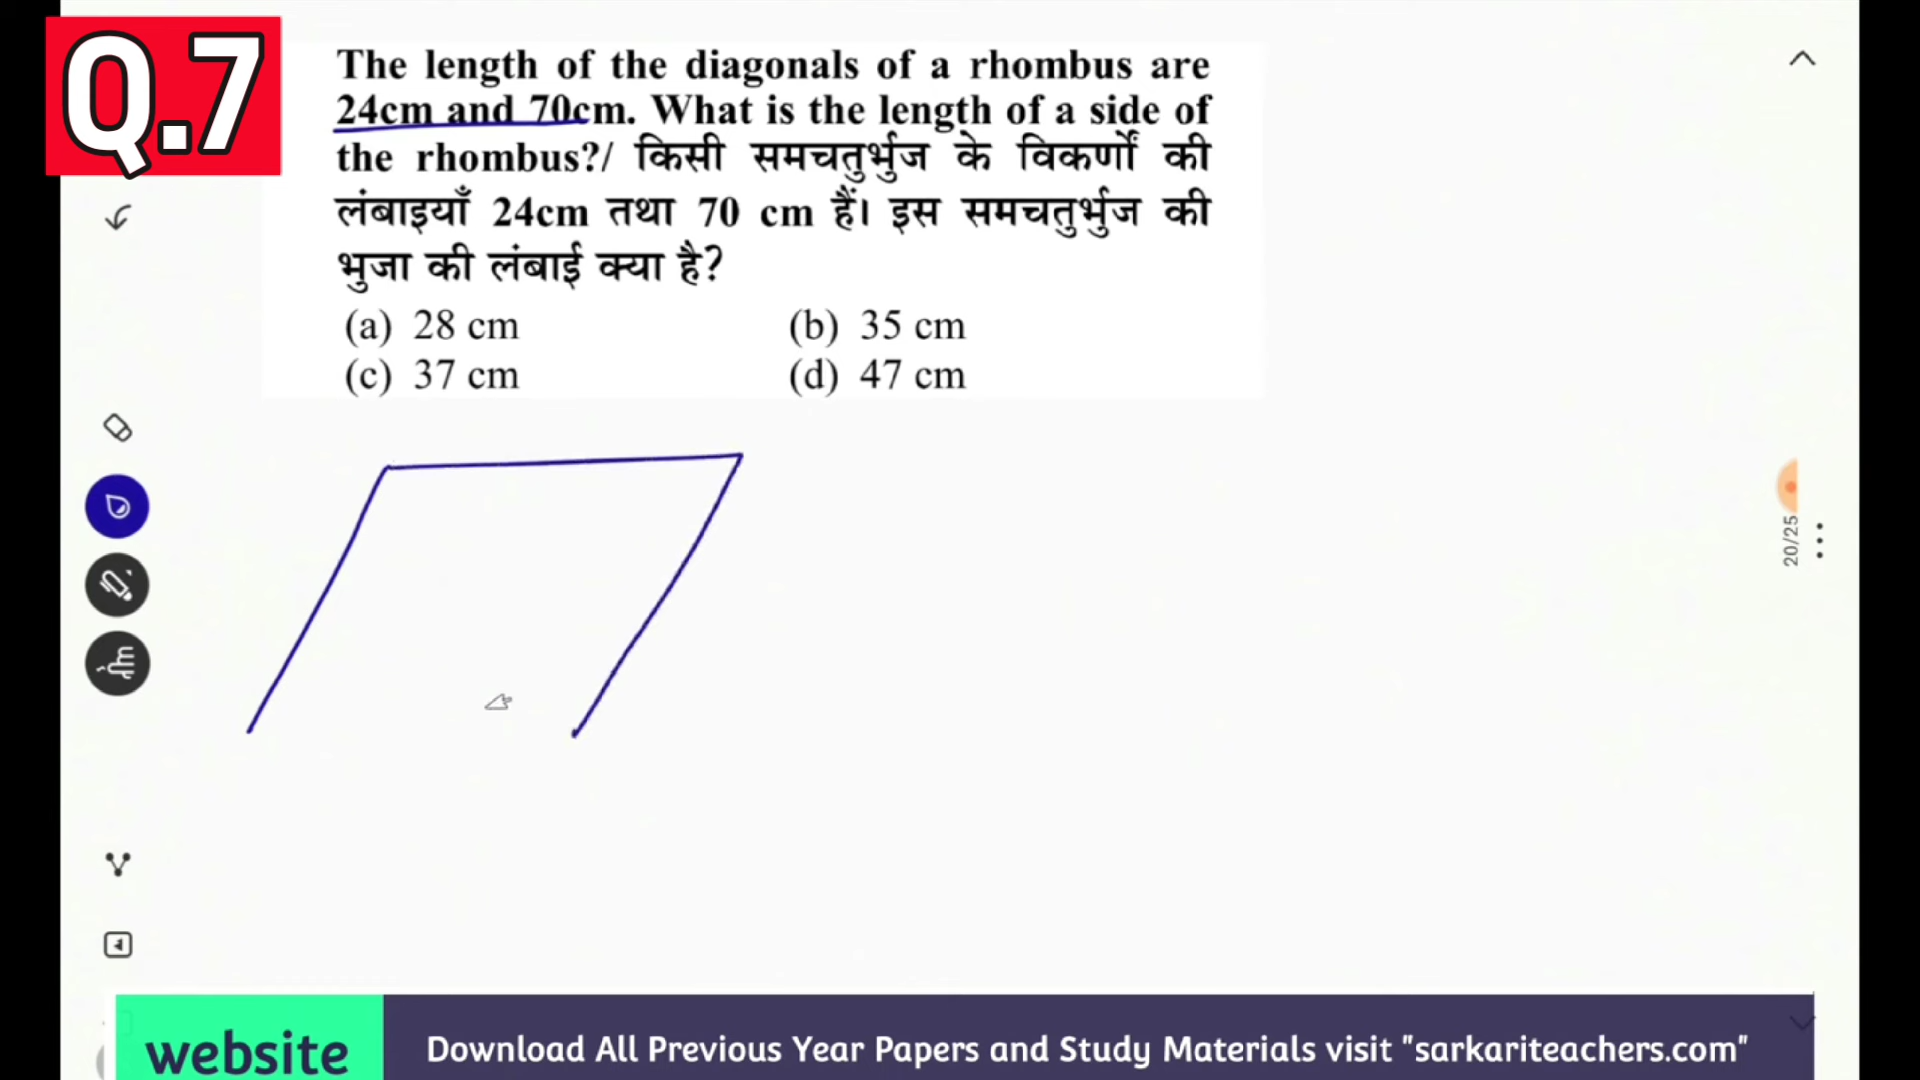 Q.7
The length of the diagonals of a rhombus are
24cm and 70cm. What is the length of a side of
the rhombus?/ किसी समचतुर्भुज के विकर्णों की
लंबाइयाँ 24cm तथा 70 cm हैं। इस समचतुर्भुज की
भुजा की लंबाई क्या है?
(a) 28 cm (b) 35 cm
(c) 37 cm (d) 47 cm
20/25
website Download All Previous Year Papers and Study Materials visit "sarkariteachers.com"